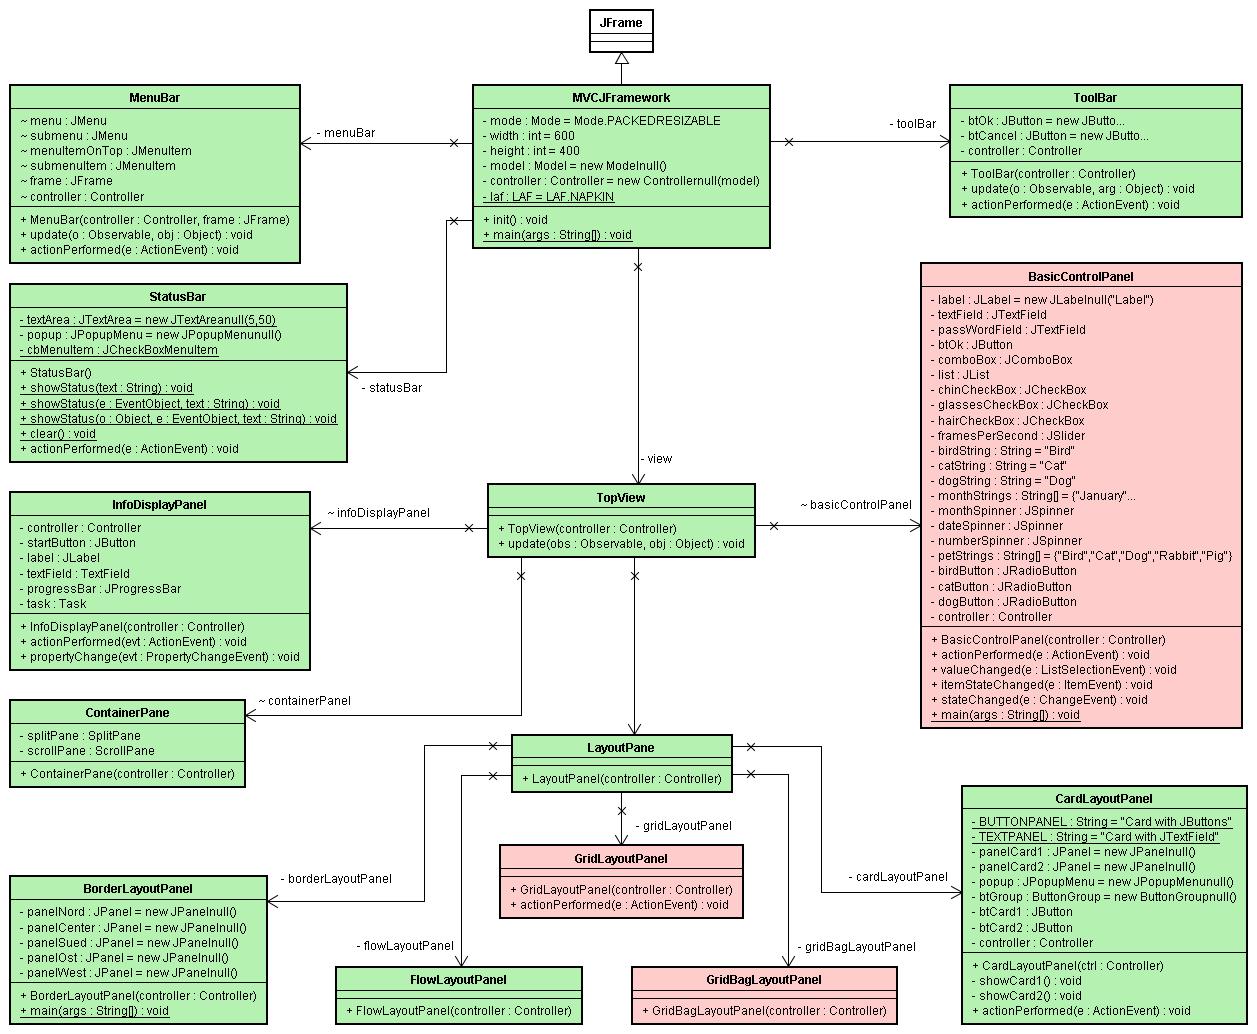 JFrame
MenuBar
~ menu : JMenu
~ submenu : JMenu
~ menuItemOnTop : JMenuItem
~ submenuItem : JMenuItem
~ frame : JFrame
~ controller : Controller
+ MenuBar(controller : Controller, frame : JFrame)
+ update(o : Observable, obj : Object) : void
+ actionPerformed(e : ActionEvent) : void
- menuBar
MVCJFramework
- mode : Mode = Mode.PACKEDRESIZABLE
- width : int = 600
- height : int = 400
- model : Model = new Modelnull()
- controller : Controller = new Controllernull(model)
- laf : LAF = LAF.NAPKIN
+ init() : void
+ main(args : String[]) : void
- toolBar
ToolBar
- btOk : JButton = new JButto...
- btCancel : JButton = new JButto...
- controller : Controller
+ ToolBar(controller : Controller)
+ update(o : Observable, arg : Object) : void
+ actionPerformed(e : ActionEvent) : void
StatusBar
- textArea : JTextArea = new JTextAreanull(5,50)
- popup : JPopupMenu = new JPopupMenunull()
- cbMenuItem : JCheckBoxMenuItem
+ StatusBar()
+ showStatus(text : String) : void
+ showStatus(e : EventObject, text : String) : void
+ showStatus(o : Object, e : EventObject, text : String) : void
+ clear() : void
+ actionPerformed(e : ActionEvent) : void
- statusBar
- view
BasicControlPanel
- label : JLabel = new JLabelnull("Label")
- textField : JTextField
- passWordField : JTextField
- btOk : JButton
- comboBox : JComboBox
- list : JList
- chinCheckBox : JCheckBox
- glassesCheckBox : JCheckBox
- hairCheckBox : JCheckBox
- framesPerSecond : JSlider
- birdString : String = "Bird"
- catString : String = "Cat"
- dogString : String = "Dog"
- monthStrings : String[] = {"January"...
- monthSpinner : JSpinner
- dateSpinner : JSpinner
- numberSpinner : JSpinner
- petStrings : String[] = {"Bird","Cat","Dog","Rabbit","Pig"}
- birdButton : JRadioButton
- catButton : JRadioButton
- dogButton : JRadioButton
- controller : Controller
+ BasicControlPanel(controller : Controller)
+ actionPerformed(e : ActionEvent) : void
+ valueChanged(e : ListSelectionEvent) : void
+ itemStateChanged(e : ItemEvent) : void
+ stateChanged(e : ChangeEvent) : void
+ main(args : String[]) : void
InfoDisplayPanel
- controller : Controller
- startButton : JButton
- label : JLabel
- textField : TextField
- progressBar : JProgressBar
- task : Task
+ InfoDisplayPanel(controller : Controller)
+ actionPerformed(evt : ActionEvent) : void
+ propertyChange(evt : PropertyChangeEvent) : void
~ infoDisplayPanel
TopView
+ TopView(controller : Controller)
+ update(obs : Observable, obj : Object) : void
~ basicControlPanel
~ containerPanel
ContainerPane
- splitPane : SplitPane
- scrollPane : ScrollPane
+ ContainerPane(controller : Controller)
LayoutPane
+ LayoutPanel(controller : Controller)
- gridLayoutPanel
GridLayoutPanel
+ GridLayoutPanel(controller : Controller)
+ actionPerformed(e : ActionEvent) : void
- borderLayoutPanel
BorderLayoutPanel
- panelNord : JPanel = new JPanelnull()
- panelCenter : JPanel = new JPanelnull()
- panelSued : JPanel = new JPanelnull()
- panelOst : JPanel = new JPanelnull()
- panelWest : JPanel = new JPanelnull()
+ BorderLayoutPanel(controller : Controller)
+ main(args : String[]) : void
- flowLayoutPanel
FlowLayoutPanel
+ FlowLayoutPanel(controller : Controller)
- gridBagLayoutPanel
GridBagLayoutPanel
+ GridBagLayoutPanel(controller : Controller)
- cardLayoutPanel
CardLayoutPanel
- BUTTONPANEL : String = "Card with JButtons"
- TEXTPANEL : String = "Card with JTextField"
- panelCard1 : JPanel = new JPanelnull()
- panelCard2 : JPanel = new JPanelnull()
- popup : JPopupMenu = new JPopupMenunull()
- btGroup : ButtonGroup = new ButtonGroupnull()
- btCard1 : JButton
- btCard2 : JButton
- controller : Controller
+ CardLayoutPanel(ctrl : Controller)
- showCard1() : void
- showCard2() : void
+ actionPerformed(e : ActionEvent) : void